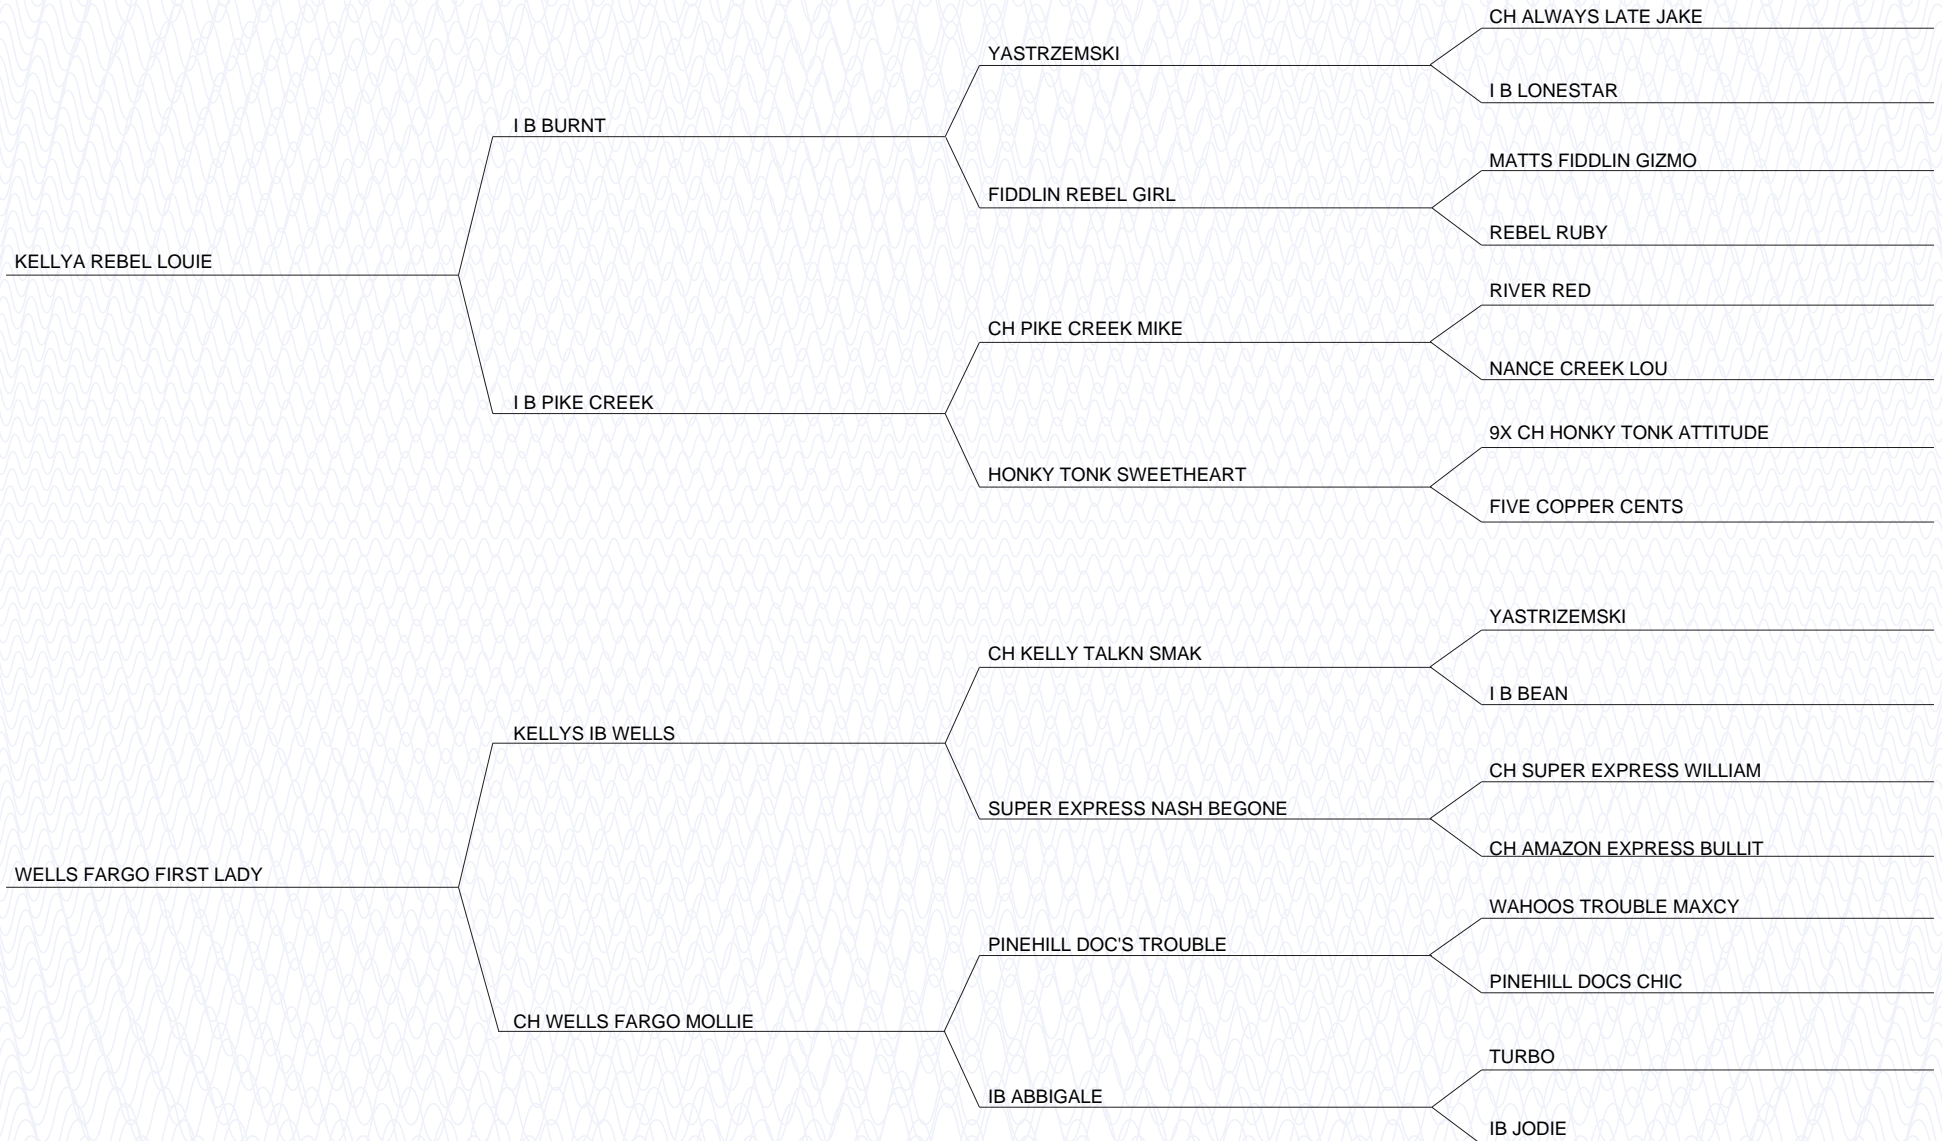 CH ALWAYS LATE JAKE
YASTRZEMSKI
I B LONESTAR
I B BURNT
MATTS FIDDLIN GIZMO
FIDDLIN REBEL GIRL
REBEL RUBY
KELLYA REBEL LOUIE
RIVER RED
CH PIKE CREEK MIKE
NANCE CREEK LOU
I B PIKE CREEK
9X CH HONKY TONK ATTITUDE
HONKY TONK SWEETHEART
FIVE COPPER CENTS
YASTRIZEMSKI
CH KELLY TALKN SMAK
I B BEAN
KELLYS IB WELLS
CH SUPER EXPRESS WILLIAM
SUPER EXPRESS NASH BEGONE
CH AMAZON EXPRESS BULLIT
WELLS FARGO FIRST LADY
WAHOOS TROUBLE MAXCY
PINEHILL DOC'S TROUBLE
PINEHILL DOCS CHIC
CH WELLS FARGO MOLLIE
TURBO
IB ABBIGALE
IB JODIE